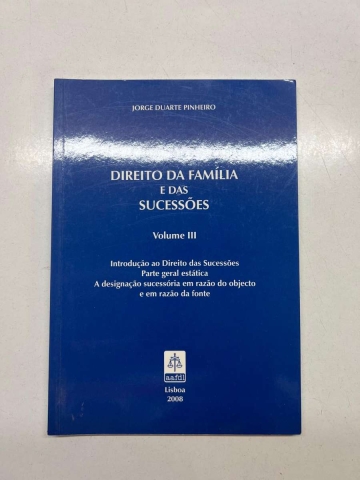 JORGE DUARTE PINHEIRO
DIREITO DA FAMÍLIA
E DAS
SUCESSÕES
Volume III
Introdução ao Direito das Sucessões
Parte geral estática
A designação sucessória em razão do objecto
e em razão da fonte
a.a.f.d.l
Lisboa
2008